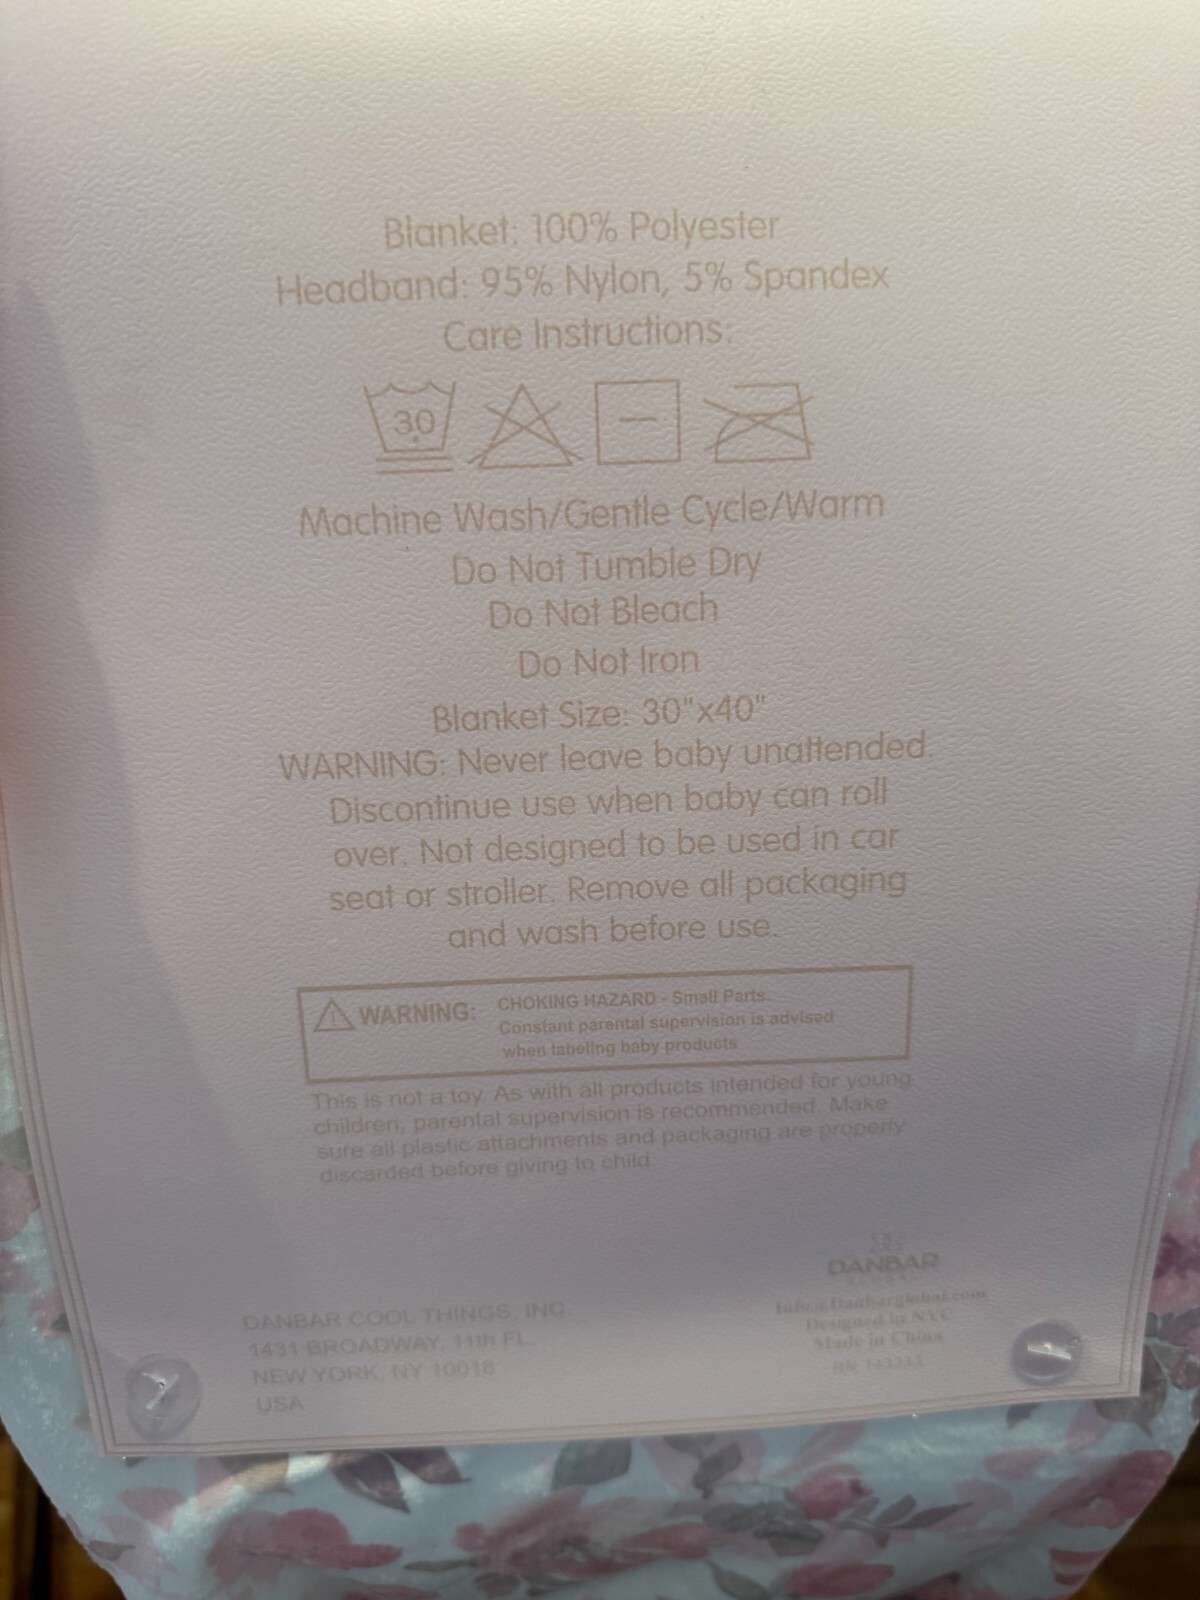 Blanket: 100% Polyester
Headband: 95% Nylon, 5% Spandex
Care Instructions:
30
Machine Wash/Gentle Cycle/Warm
Do Not Tumble Dry
Do Not Bleach
Do Not Iron
Blanket Size: 30"x40"
WARNING: Never leave baby unattended.
Discontinue use when baby can roll
over. Not designed to be used in car
seat or stroller. Remove all packaging
and wash before use.
WARNING:
CHOKING HAZARD - Small Parts.
Constant parental supervision is advised
when labeling baby products
This is not a toy. As with all products intended for young
children, parental supervision is recommended. Make
sure all plastic attachments and packaging are properly
discarded before giving to child.
DANBAR COOL THINGS, INC.
1431 BROADWAY, 11th FL.
NEW YORK, NY 10018
USA
DANBAR
GLOBAL
Info@Danbarglobal.com
Designed in NYC
Made in China
RN